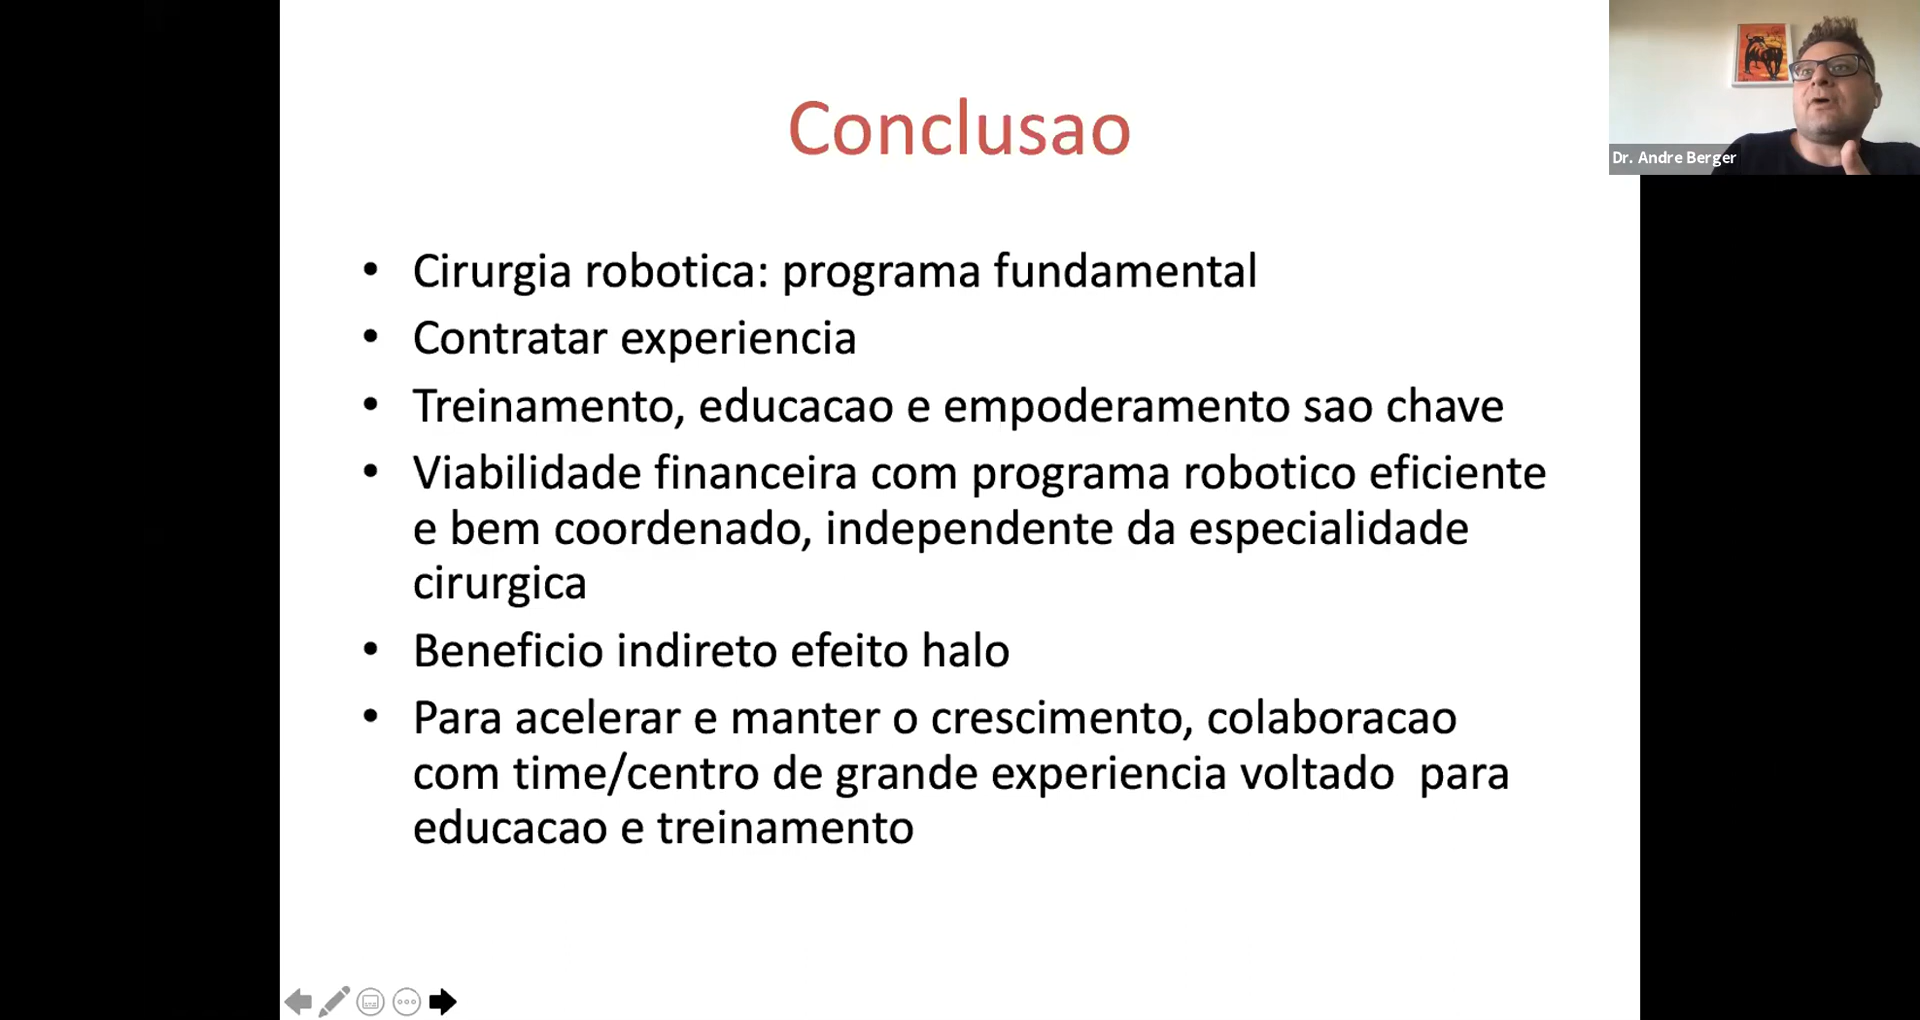 Conclusao
Dr. Andre Berger
• Cirurgia robotica: programa fundamental
• Contratar experiencia
• Treinamento, educacao e empoderamento sao chave
• Viabilidade financeira com programa robotico eficiente
e bem coordenado, independente da especialidade
cirurgica
• Beneficio indireto efeito halo
• Para acelerar e manter o crescimento, colaboracao
com time/centro de grande experiencia voltado  para
educacao e treinamento